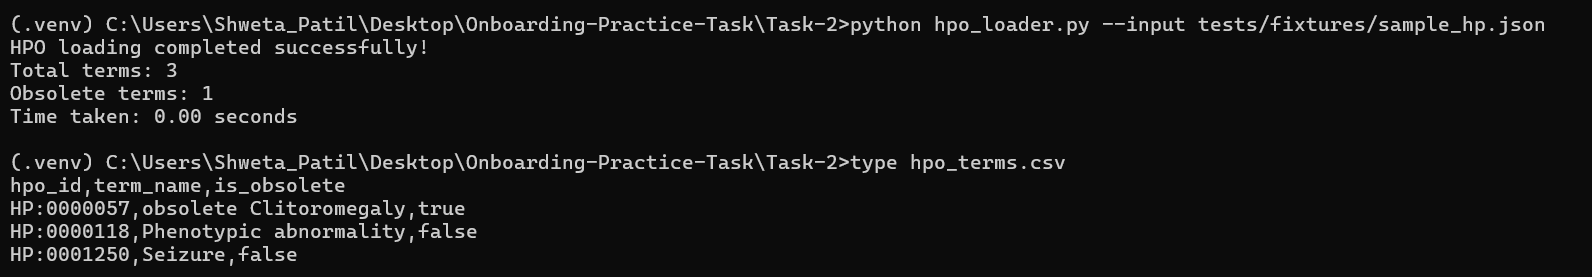 (.venv) C:\Users\Shweta_Patil\Desktop\Onboarding-Practice-Task\Task-2>python hpo_loader.py --input tests/fixtures/sample_hp.json
HPO loading completed successfully!
Total terms: 3
Obsolete terms: 1
Time taken: 0.00 seconds
(.venv) C:\Users\Shweta_Patil\Desktop\Onboarding-Practice-Task\Task-2>type hpo_terms.csv
hpo_id,term_name,is_obsolete
HP:0000057,obsolete Clitoromegaly,true
HP:0000118,Phenotypic abnormality,false
HP:0001250,Seizure,false